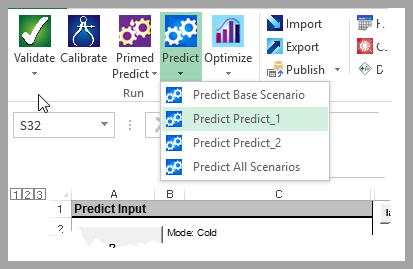 Validate
Calibrate
Primed
Predict
Predict
Optimize
Import
Export
Publish
Run
Predict Base Scenario
Predict Predict_1
Predict Predict_2
Predict All Scenarios
S32
1 2 3
A B C
1 Predict Input
2 Mode: Cold